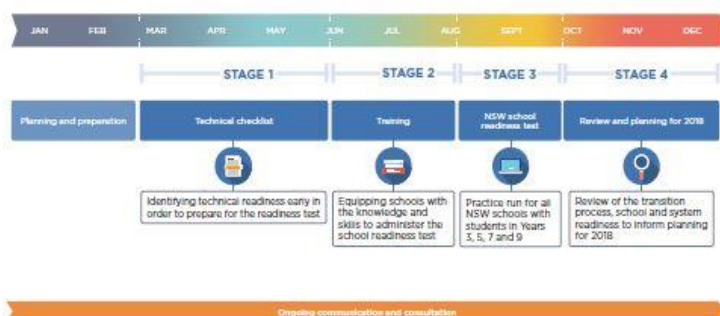 JAN FEB MAR APR MAY JUN JUL AUG SEPT OCT NOV DEC
STAGE 1 STAGE 2 STAGE 3 STAGE 4
Planning and preparation
Technical checklist
Training
NSW school
readiness test
Review and planning for 2018
Identifying technical readiness early in
order to prepare for the readiness test
Equipping schools with
the knowledge and
skills to administer the
school readiness test
Practice run for all
NSW schools with
students in Years
3, 5, 7 and 9
Review of the transition
process, school and system
readiness to inform planning
for 2018
Ongoing communication and consultation